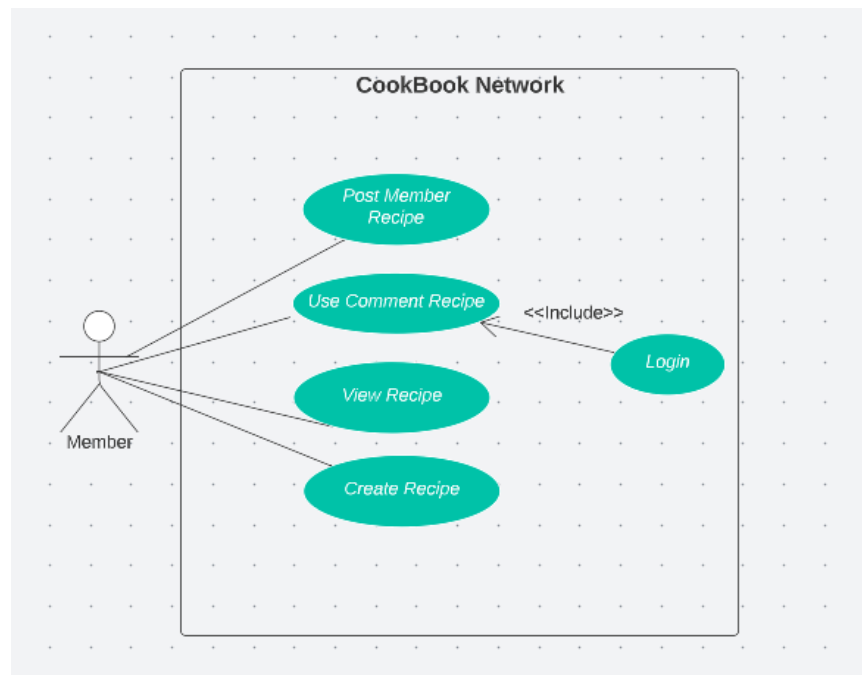 CookBook Network
Post Member
Recipe
Use Comment Recipe
<<Include>>
Login
View Recipe
Member
Create Recipe